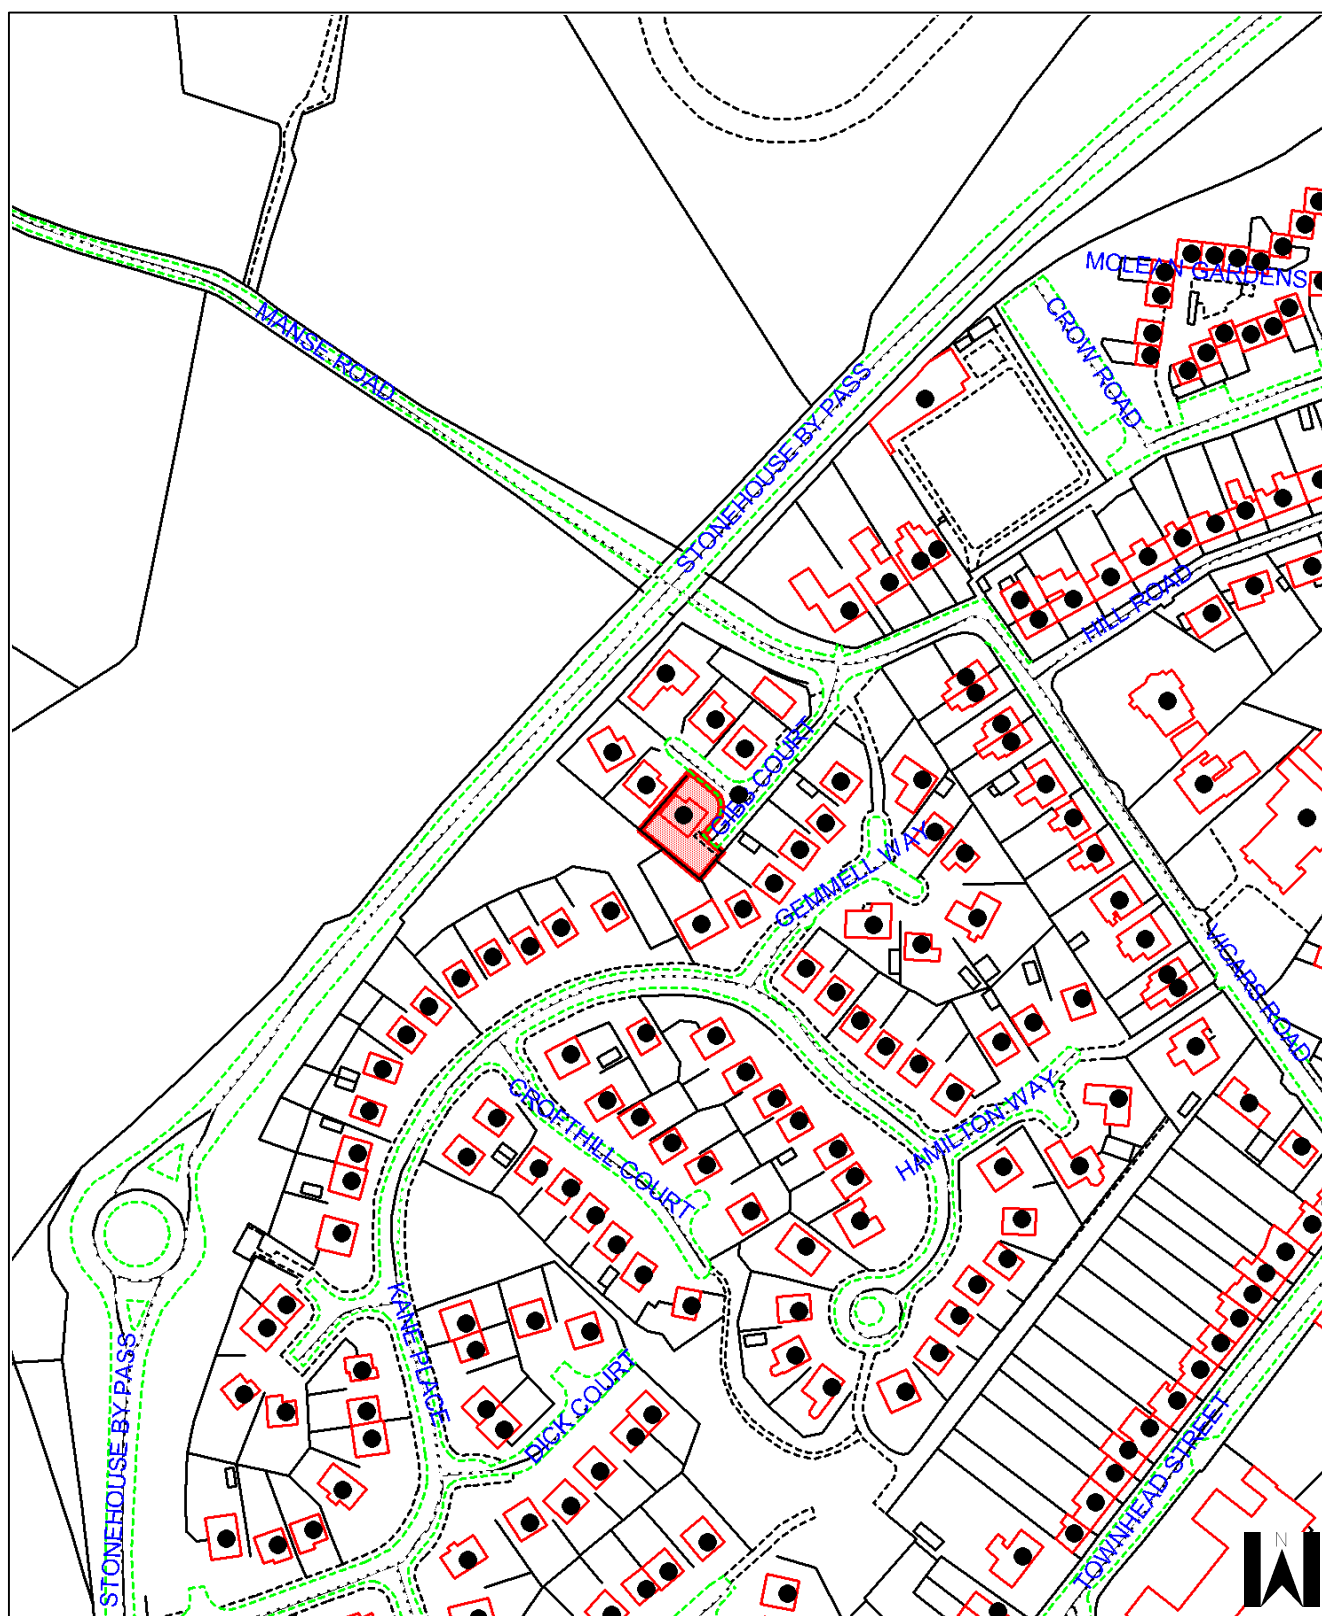 MCLEAN GARDENS
CROW ROAD
MANSE ROAD
STONEHOUSE BY PASS
HILL ROAD
GIBB COURT
GEMMELL WAY
VICARS ROAD
CROFTHILL COURT
HAMILTON WAY
KANE PLACE
DICK COURT
STONEHOUSE BY PASS
TOWNHEAD STREET
N